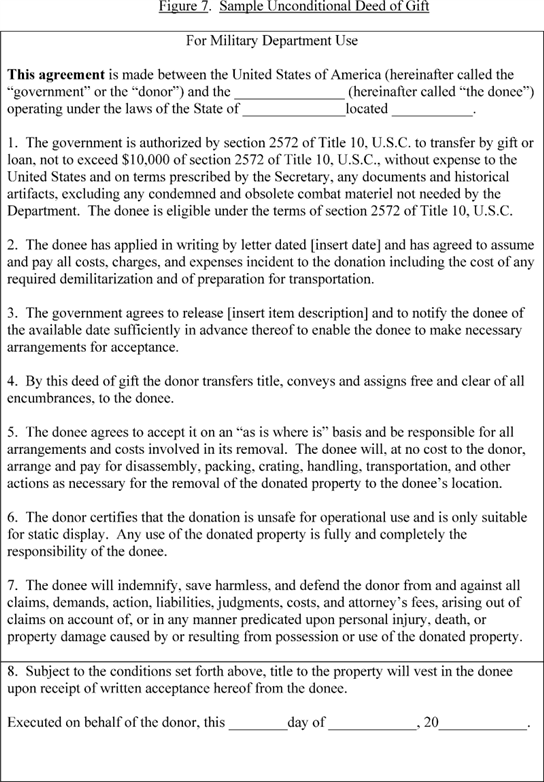 Figure 7.  Sample Unconditional Deed of Gift
For Military Department Use
This agreement is made between the United States of America (hereinafter called the
“government” or the “donor”) and the _______________ (hereinafter called “the donee”)
operating under the laws of the State of ______________located ___________.
1.  The government is authorized by section 2572 of Title 10, U.S.C. to transfer by gift or
loan, not to exceed $10,000 of section 2572 of Title 10, U.S.C., without expense to the
United States and on terms prescribed by the Secretary, any documents and historical
artifacts, excluding any condemned and obsolete combat materiel not needed by the
Department.  The donee is eligible under the terms of section 2572 of Title 10, U.S.C.
2.  The donee has applied in writing by letter dated [insert date] and has agreed to assume
and pay all costs, charges, and expenses incident to the donation including the cost of any
required demilitarization and of preparation for transportation.
3.  The government agrees to release [insert item description] and to notify the donee of
the available date sufficiently in advance thereof to enable the donee to make necessary
arrangements for acceptance.
4.  By this deed of gift the donor transfers title, conveys and assigns free and clear of all
encumbrances, to the donee.
5.  The donee agrees to accept it on an “as is where is” basis and be responsible for all
arrangements and costs involved in its removal.  The donee will, at no cost to the donor,
arrange and pay for disassembly, packing, crating, handling, transportation, and other
actions as necessary for the removal of the donated property to the donee’s location.
6.  The donor certifies that the donation is unsafe for operational use and is only suitable
for static display.  Any use of the donated property is fully and completely the
responsibility of the donee.
7.  The donee will indemnify, save harmless, and defend the donor from and against all
claims, demands, action, liabilities, judgments, costs, and attorney’s fees, arising out of
claims on account of, or in any manner predicated upon personal injury, death, or
property damage caused by or resulting from possession or use of the donated property.
8.  Subject to the conditions set forth above, title to the property will vest in the donee
upon receipt of written acceptance hereof from the donee.
Executed on behalf of the donor, this ________day of ____________, 20____________.